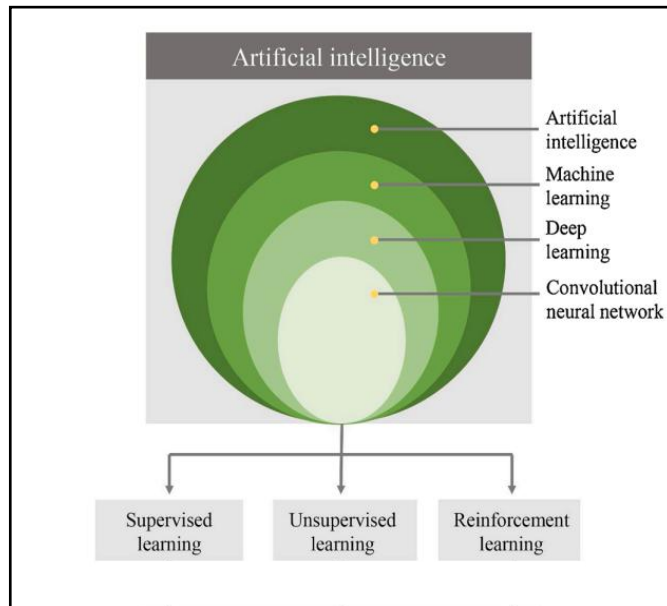 Artificial intelligence
Artificial
intelligence
Machine
learning
Deep
learning
Convolutional
neural network
Supervised
learning
Unsupervised
learning
Reinforcement
learning